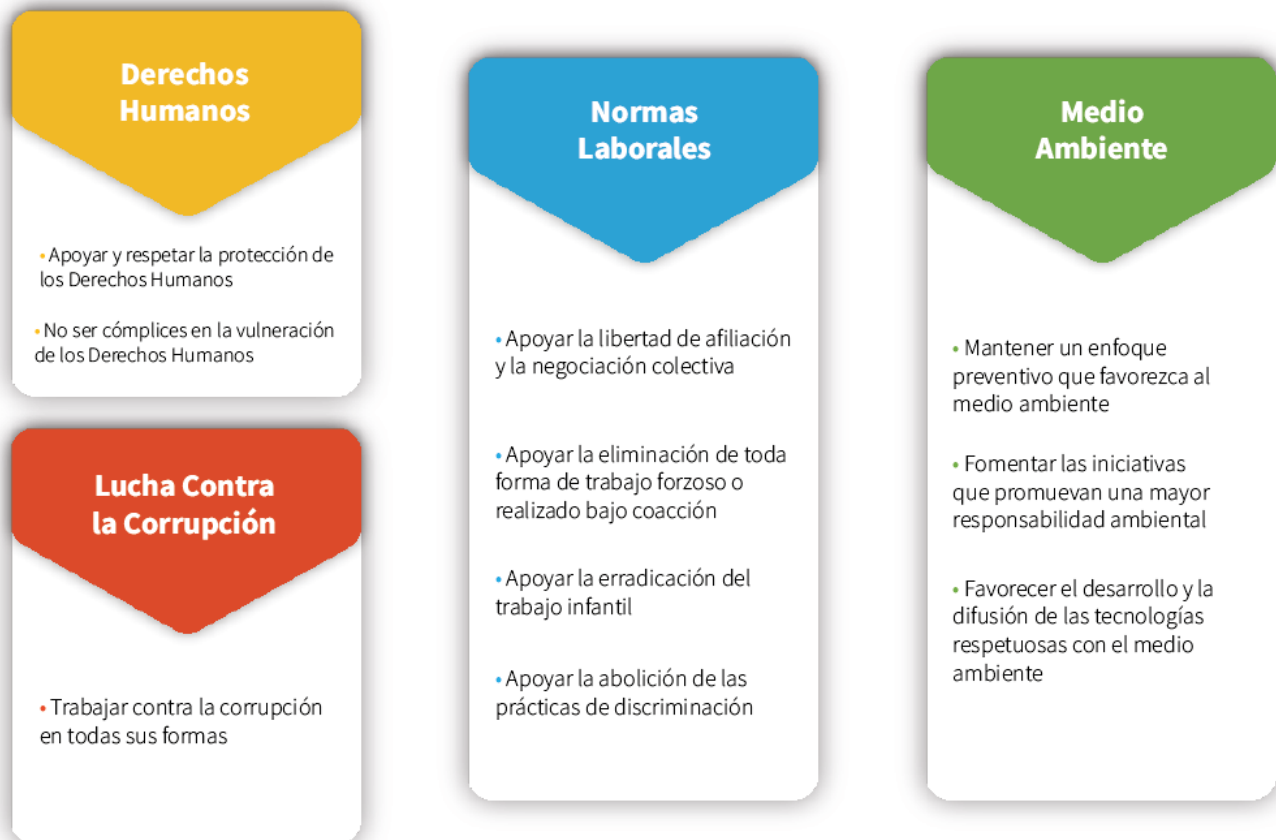 Derechos
Humanos
• Apoyar y respetar la protección de
los Derechos Humanos
• No ser cómplices en la vulneración
de los Derechos Humanos
Lucha Contra
la Corrupción
• Trabajar contra la corrupción
en todas sus formas
Normas
Laborales
• Apoyar la libertad de afiliación
y la negociación colectiva
• Apoyar la eliminación de toda
forma de trabajo forzoso o
realizado bajo coacción
• Apoyar la erradicación del
trabajo infantil
• Apoyar la abolición de las
prácticas de discriminación
Medio
Ambiente
• Mantener un enfoque
preventivo que favorezca al
medio ambiente
• Fomentar las iniciativas
que promuevan una mayor
responsabilidad ambiental
• Favorecer el desarrollo y la
difusión de las tecnologías
respetuosas con el medio
ambiente